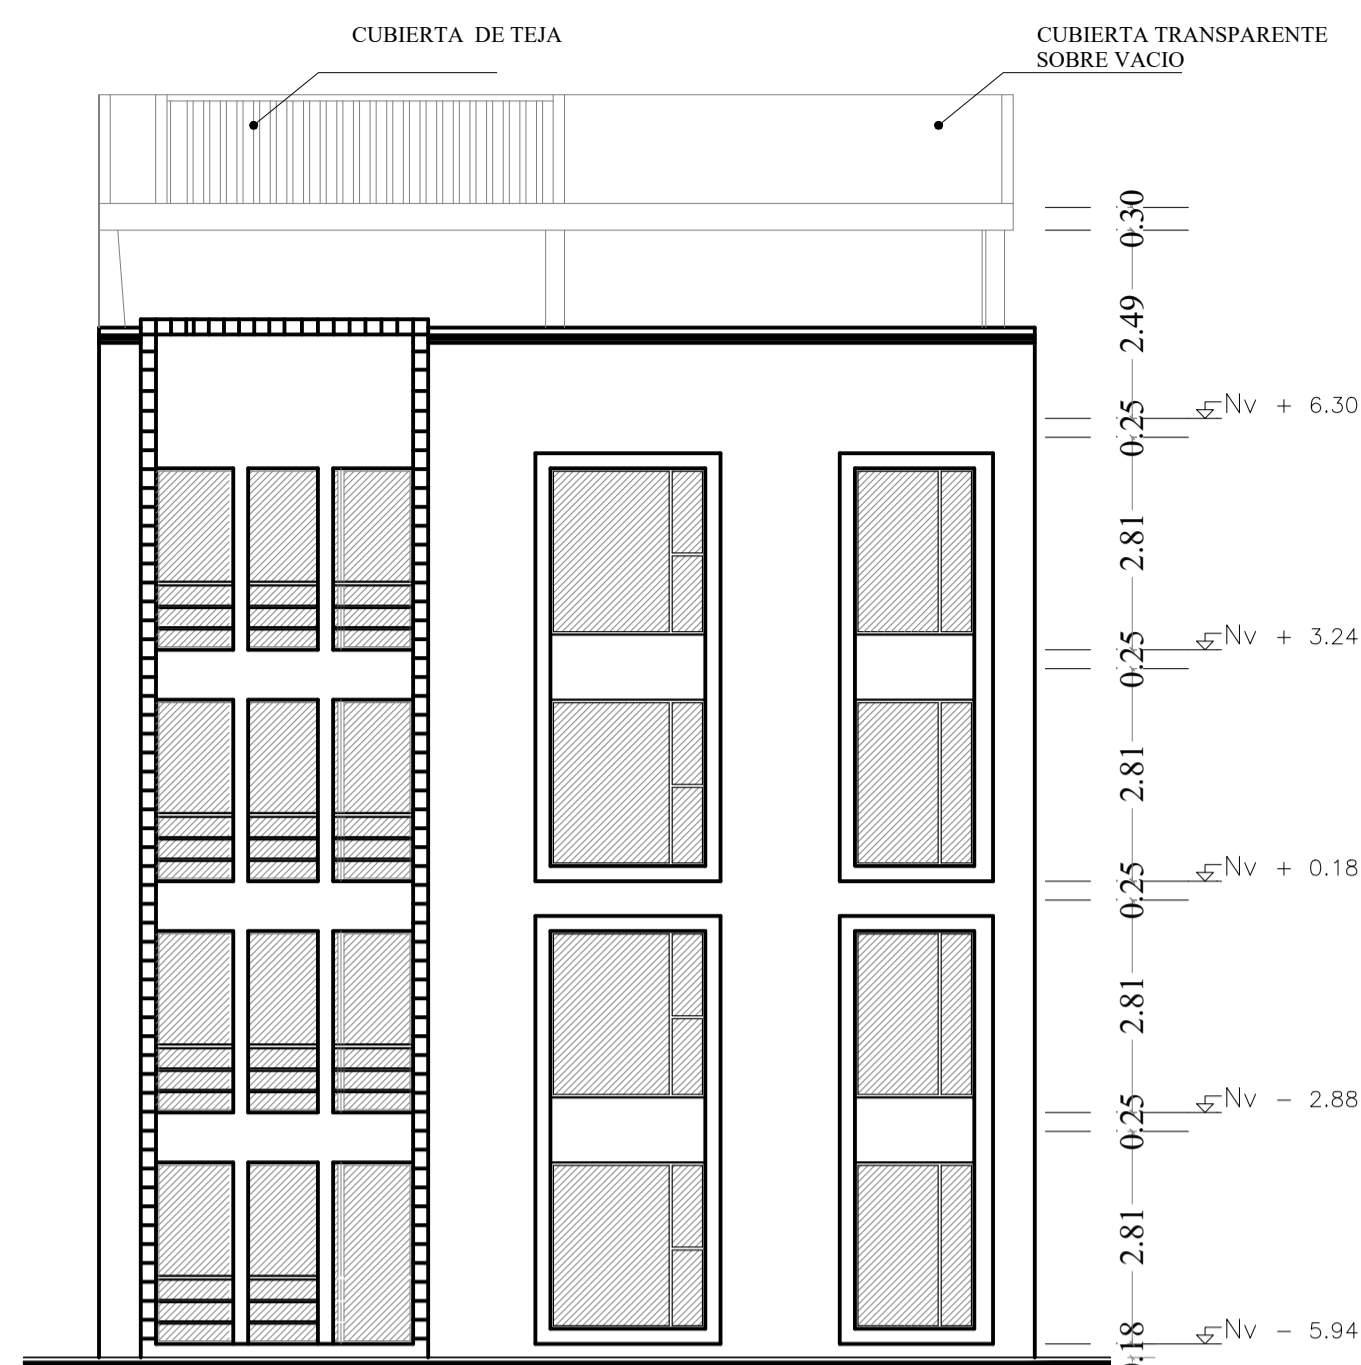 CUBIERTA DE TEJA
CUBIERTA TRANSPARENTE
SOBRE VACIO
0.30
2.49
Nv + 6.30
0.25
2.81
Nv + 3.24
0.25
2.81
Nv + 0.18
0.25
2.81
Nv - 2.88
0.25
2.81
Nv - 5.94